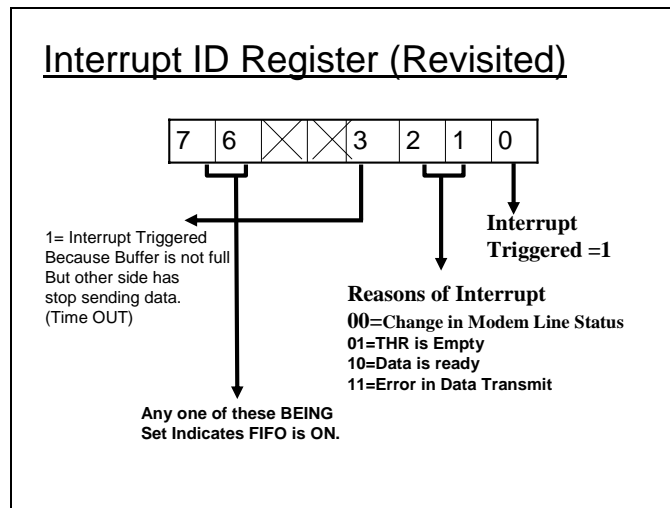 Interrupt ID Register (Revisited)
7 6 3 2 1 0
1= Interrupt Triggered
Because Buffer is not full
But other side has
stop sending data.
(Time OUT)
Interrupt
Triggered =1
Reasons of Interrupt
00=Change in Modem Line Status
01=THR is Empty
10=Data is ready
11=Error in Data Transmit
Any one of these BEING
Set Indicates FIFO is ON.